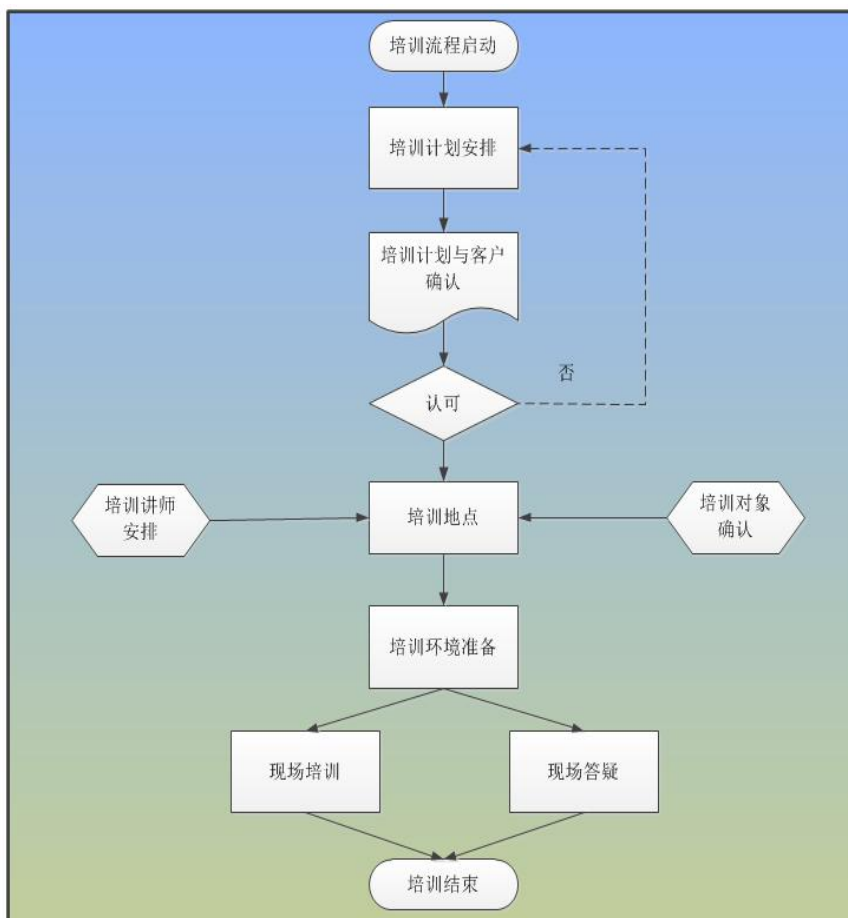 培训流程启动
培训计划安排
培训计划与客户
确认
否
认可
培训讲师
安排
培训地点
培训对象
确认
培训环境准备
现场培训
现场答疑
培训结束